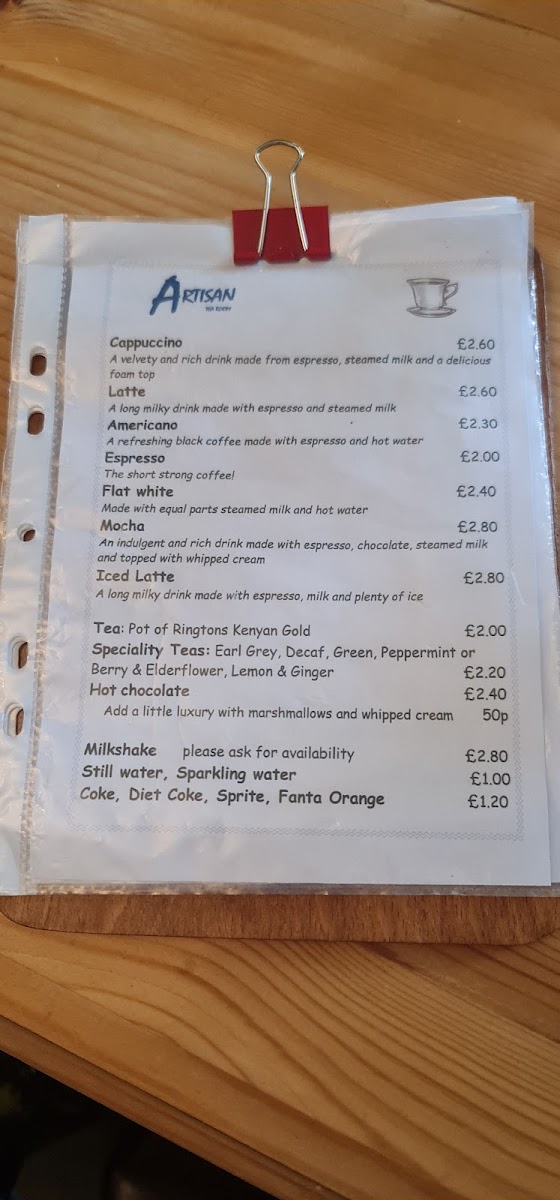 ARTISAN
TEA ROOM
Cappuccino £2.60
A velvety and rich drink made from espresso, steamed milk and a delicious
foam top
Latte £2.60
A long milky drink made with espresso and steamed milk
Americano £2.30
A refreshing black coffee made with espresso and hot water
Espresso £2.00
The short strong coffee!
Flat white £2.40
Made with equal parts steamed milk and hot water
Mocha £2.80
An indulgent and rich drink made with espresso, chocolate, steamed milk
and topped with whipped cream
Iced Latte £2.80
A long milky drink made with espresso, milk and plenty of ice
Tea: Pot of Ringtons Kenyan Gold £2.00
Speciality Teas: Earl Grey, Decaf, Green, Peppermint or
Berry & Elderflower, Lemon & Ginger £2.20
Hot chocolate £2.40
Add a little luxury with marshmallows and whipped cream 50p
Milkshake please ask for availability £2.80
Still water, Sparkling water £1.00
Coke, Diet Coke, Sprite, Fanta Orange £1.20